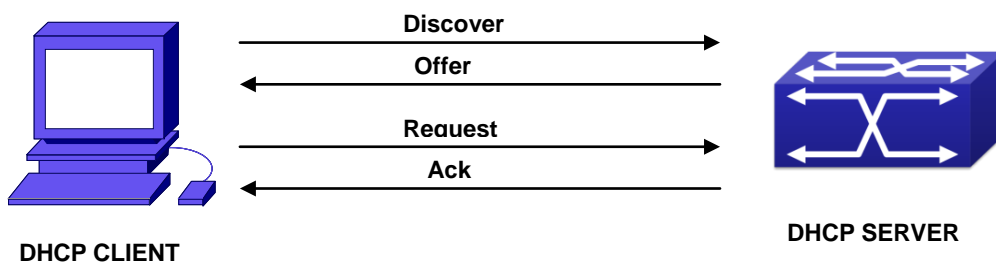 Discover
Offer
Request
Ack
DHCP CLIENT
DHCP SERVER